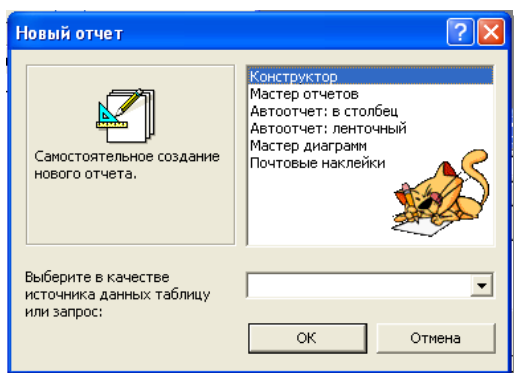 Новый отчет
Самостоятельное создание
нового отчета.
Конструктор
Мастер отчетов
Автоотчет: в столбец
Автоотчет: ленточный
Мастер диаграмм
Почтовые наклейки
Выберите в качестве
источника данных таблицу
или запрос:
ОК
Отмена